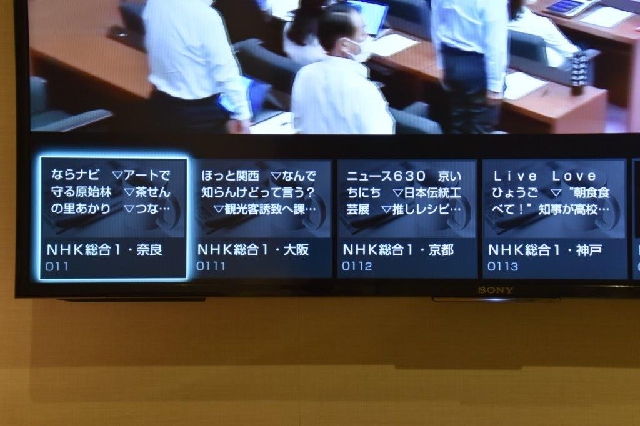 ならナビ ▽アートで
守る原始林 ▽茶せん
の里あかり ▽つな…
NHK総合1・奈良
011
ほっと関西 ▽なんで
知らんけどって言う?
▽観光客誘致へ課…
NHK総合1・大阪
0111
ニュース630 京い
ちにち ▽日本伝統工
芸展 ▽推しレシピ…
NHK総合1・京都
0112
Live Love
ひょうご ▽“朝食食
べて!”知事が高校…
NHK総合1・神戸
0113
SONY